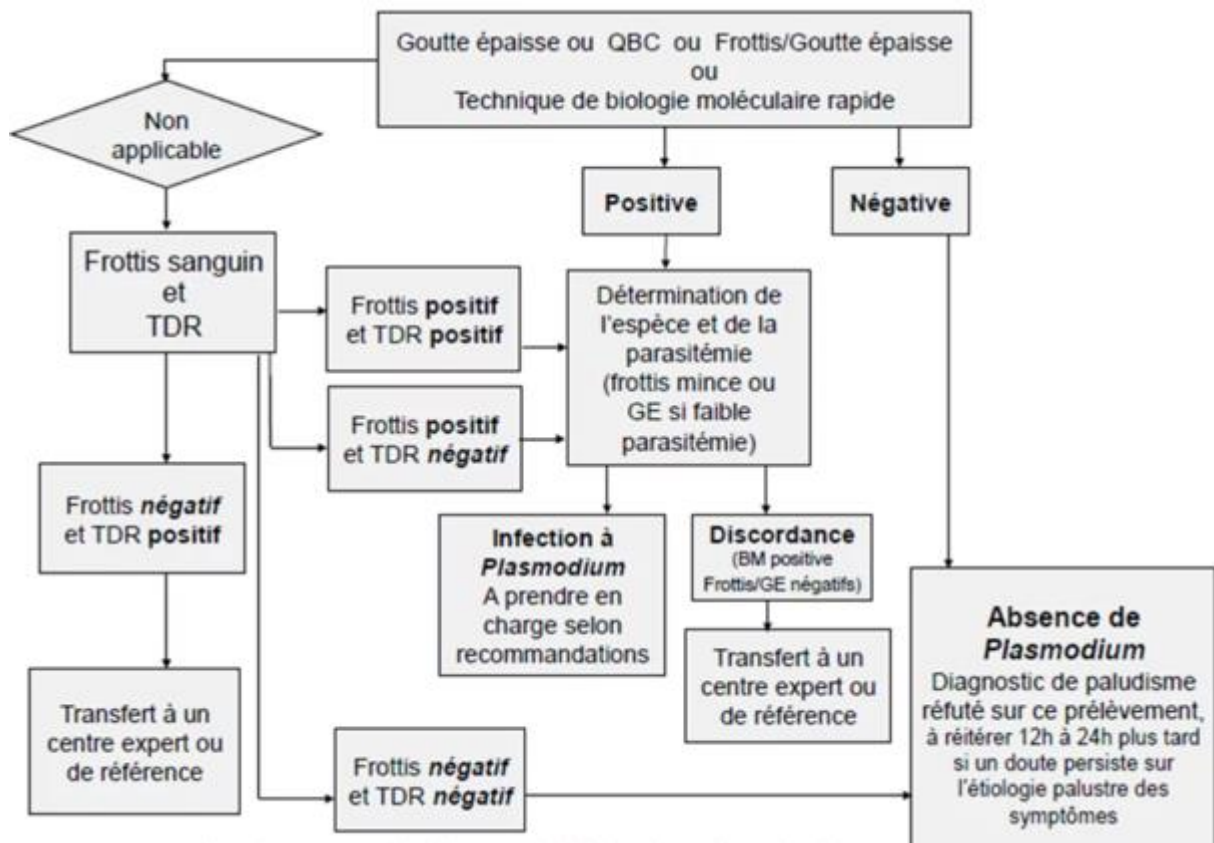 Goutte épaisse ou QBC ou Frottis/Goutte épaisse
ou
Technique de biologie moléculaire rapide
Non
applicable
Positive
Négative
Frottis sanguin
et
TDR
Frottis positif
et TDR positif
Détermination de
l'espèce et de la
parasitémie
(frottis mince ou
GE si faible
parasitémie)
Frottis positif
et TDR négatif
Frottis négatif
et TDR positif
Infection à
Plasmodium
A prendre en
charge selon
recommandations
Discordance
(BM positive
Frottis/GE négatifs)
Transfert à un
centre expert ou
de référence
Absence de
Plasmodium
Diagnostic de paludisme
réfuté sur ce prélèvement,
à réitérer 12h à 24h plus tard
si un doute persiste sur
l'étiologie palustre des
symptômes
Transfert à un
centre expert ou
de référence
Frottis négatif
et TDR négatif